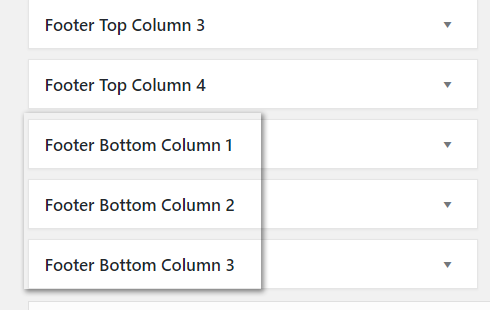 Footer Top Column 3
Footer Top Column 4
Footer Bottom Column 1
Footer Bottom Column 2
Footer Bottom Column 3